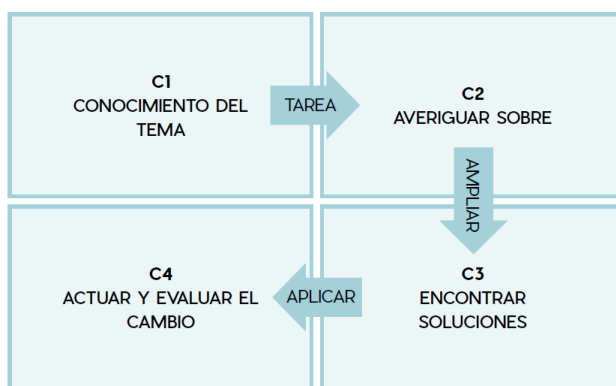 C1
CONOCIMIENTO DEL
TEMA
TAREA
C2
AVERIGUAR SOBRE
AMPLIAR
C3
ENCONTRAR
SOLUCIONES
APLICAR
C4
ACTUAR Y EVALUAR EL
CAMBIO